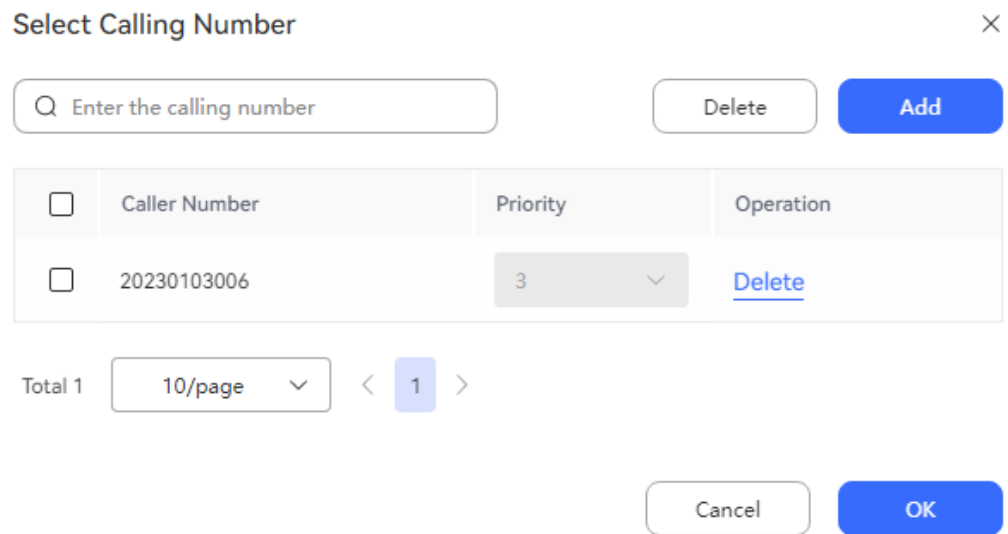 Select Calling Number
Enter the calling number Delete Add
Caller Number Priority Operation
20230103006 3 Delete
Total 1 10/page 1
Cancel OK